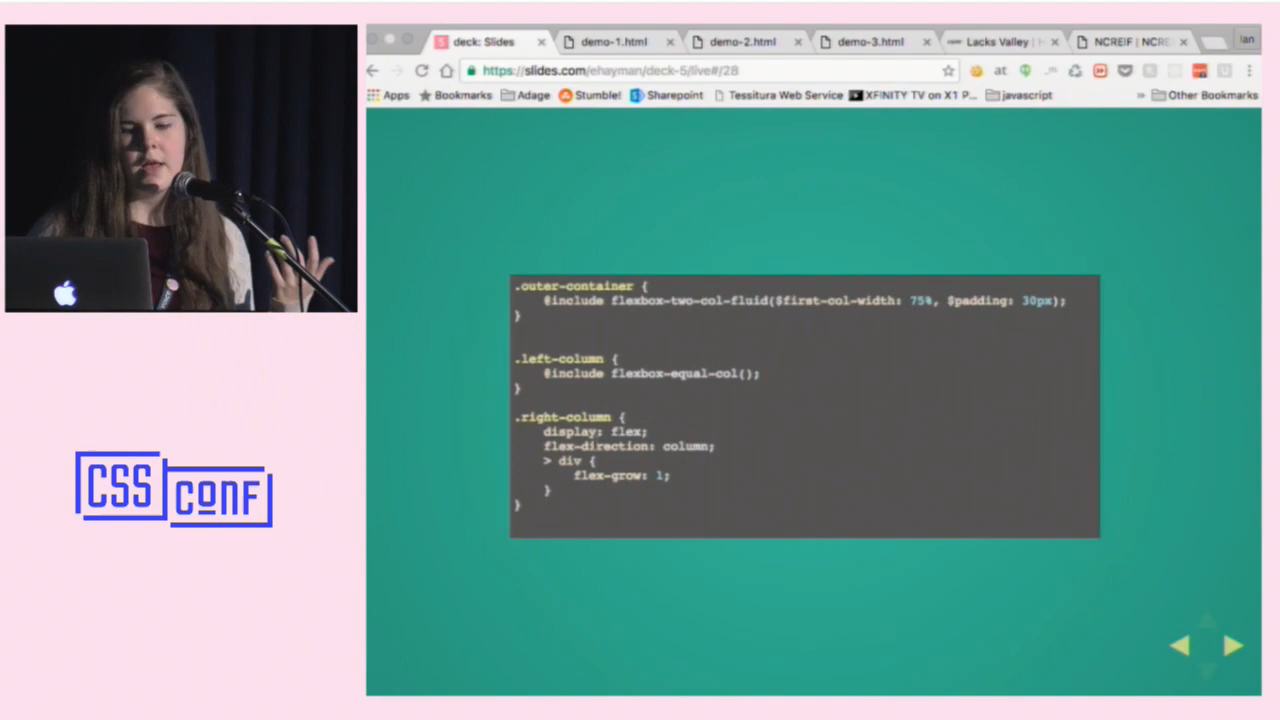 deck: Slides
demo-1.html
demo-2.html
demo-3.html
Lacks Valley | H
NCREIF | NCRE
Ian
https://slides.com/ehayman/deck-5/live#/28
at
Apps
Bookmarks
Adage
Stumble!
Sharepoint
Tessitura Web Service
XFINITY TV on X1 P...
javascript
»
Other Bookmarks
.outer-container {
@include flexbox-two-col-fluid($first-col-width: 75%, $padding: 30px);
}
.left-column {
@include flexbox-equal-col();
}
.right-column {
display: flex;
flex-direction: column;
> div {
flex-grow: 1;
}
}
CSS
CONF